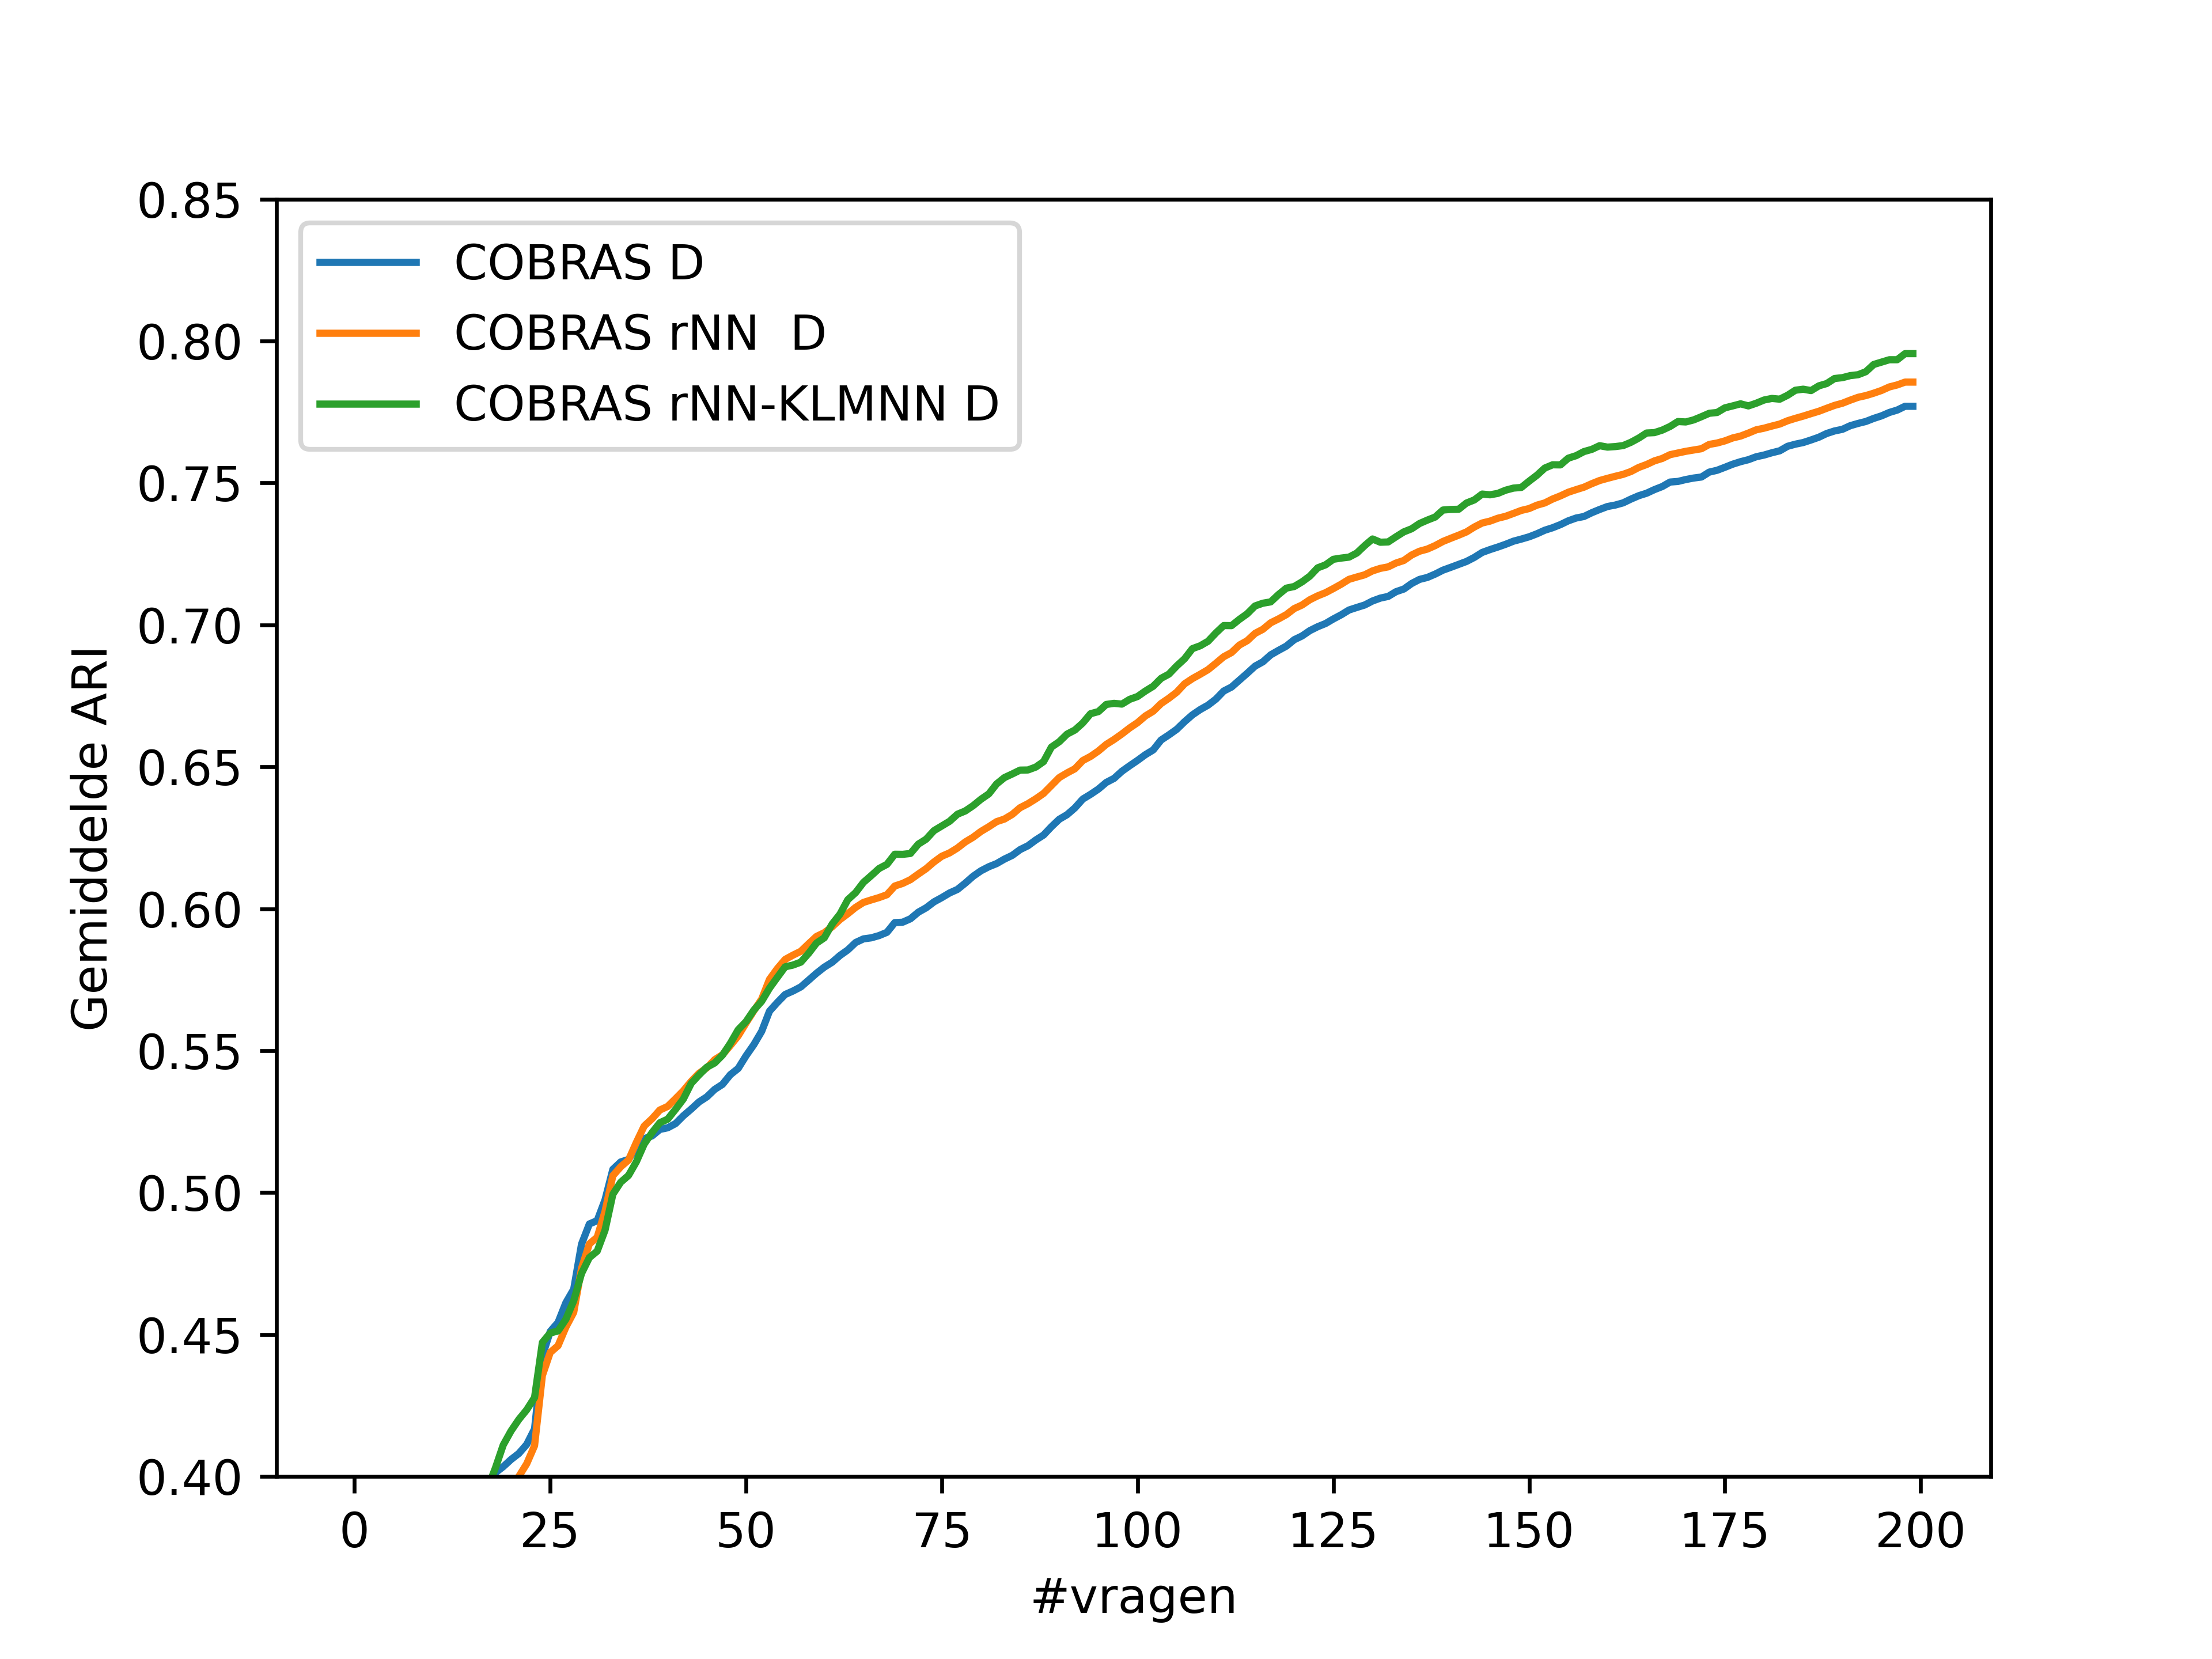 0.85
0.80
0.75
0.70
0.65
0.60
0.55
0.50
0.45
0.40
Gemiddelde ARI
COBRAS D
COBRAS rNN  D
COBRAS rNN-KLMNN D
0 25 50 75 100 125 150 175 200
#vragen